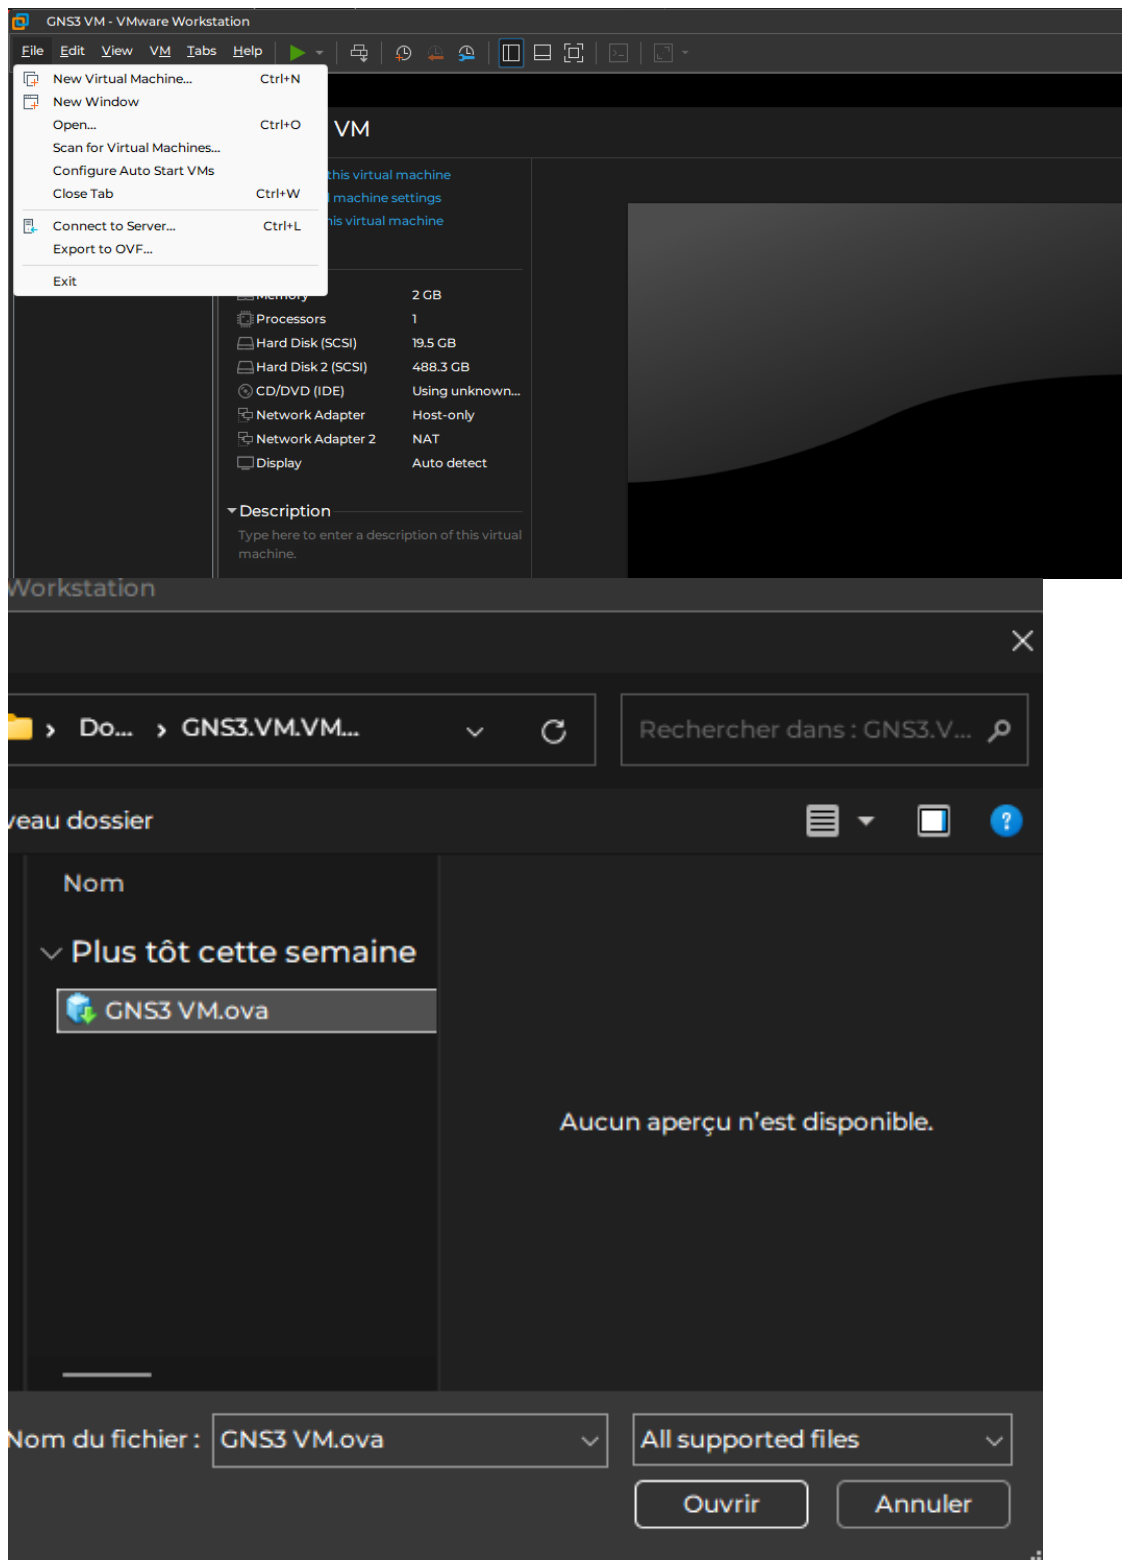 GNS3 VM - VMware Workstation
File Edit View VM Tabs Help
New Virtual Machine... Ctrl+N
New Window
Open... Ctrl+O
Scan for Virtual Machines...
Configure Auto Start VMs
Close Tab Ctrl+W
Connect to Server... Ctrl+L
Export to OVF...
Exit
VM
this virtual machine
machine settings
this virtual machine
Memory 2 GB
Processors 1
Hard Disk (SCSI) 19.5 GB
Hard Disk 2 (SCSI) 488.3 GB
CD/DVD (IDE) Using unknown...
Network Adapter Host-only
Network Adapter 2 NAT
Display Auto detect
Description
Type here to enter a description of this virtual
machine.
Workstation
Do... GNS3.VM.VM...
Rechercher dans : GNS3.V...
veau dossier
Nom
Plus tôt cette semaine
GNS3 VM.ova
Aucun aperçu n'est disponible.
Nom du fichier : GNS3 VM.ova
All supported files
Ouvrir Annuler